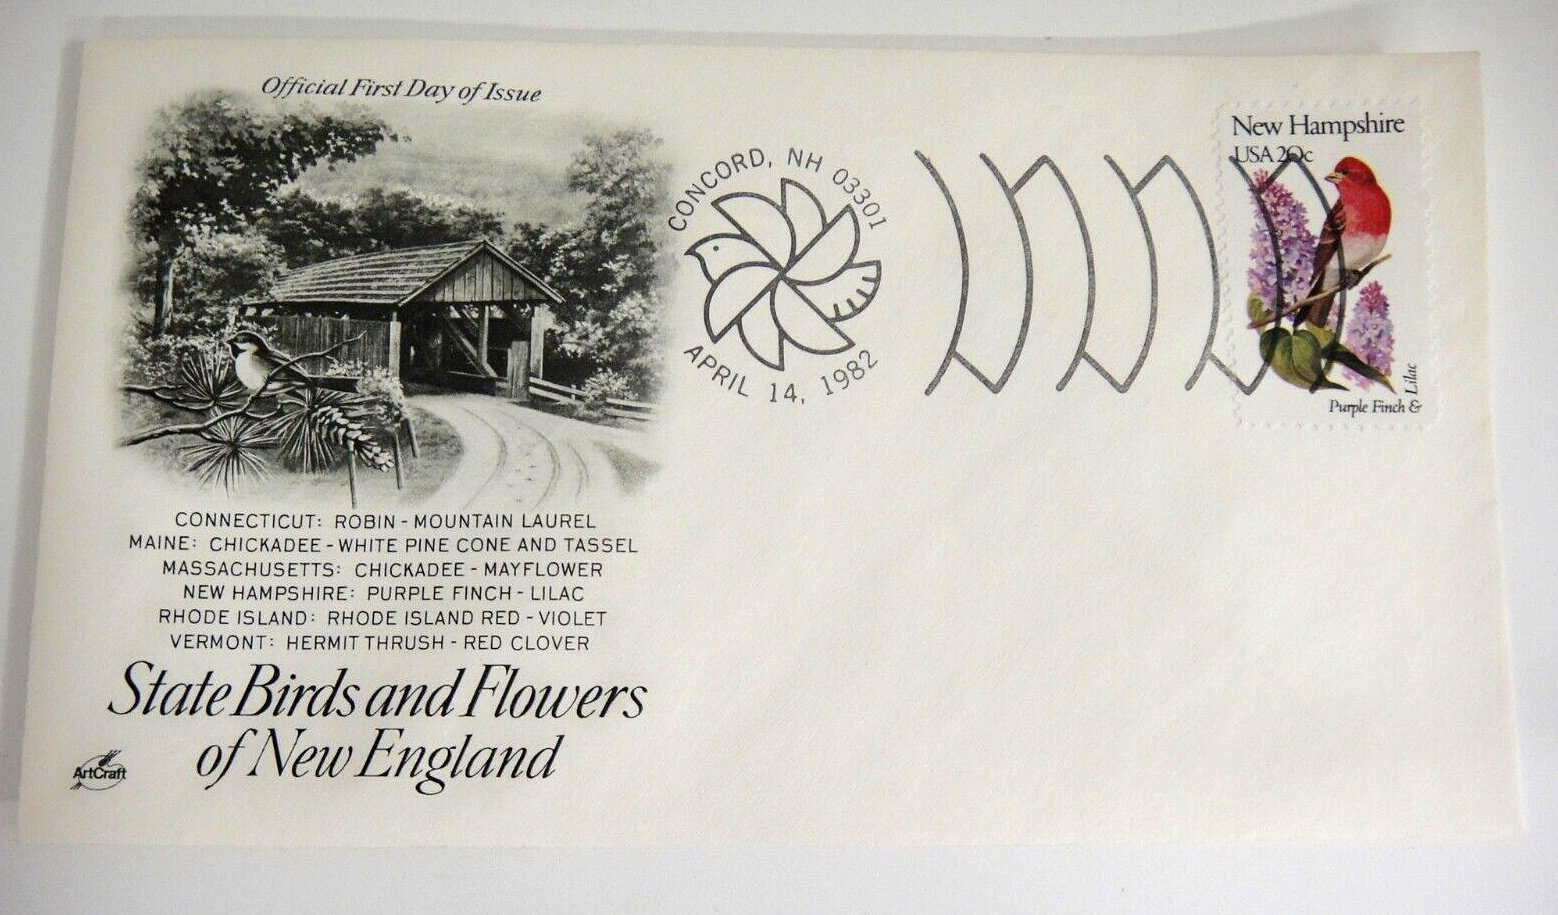 Official First Day of Issue
CONCORD, NH 03301
APRIL 14, 1982
New Hampshire
USA 20c
Purple Finch &
Lilac
CONNECTICUT: ROBIN - MOUNTAIN LAUREL
MAINE: CHICKADEE - WHITE PINE CONE AND TASSEL
MASSACHUSETTS: CHICKADEE - MAYFLOWER
NEW HAMPSHIRE: PURPLE FINCH - LILAC
RHODE ISLAND: RHODE ISLAND RED - VIOLET
VERMONT: HERMIT THRUSH - RED CLOVER
State Birds and Flowers
of New England
ArtCraft